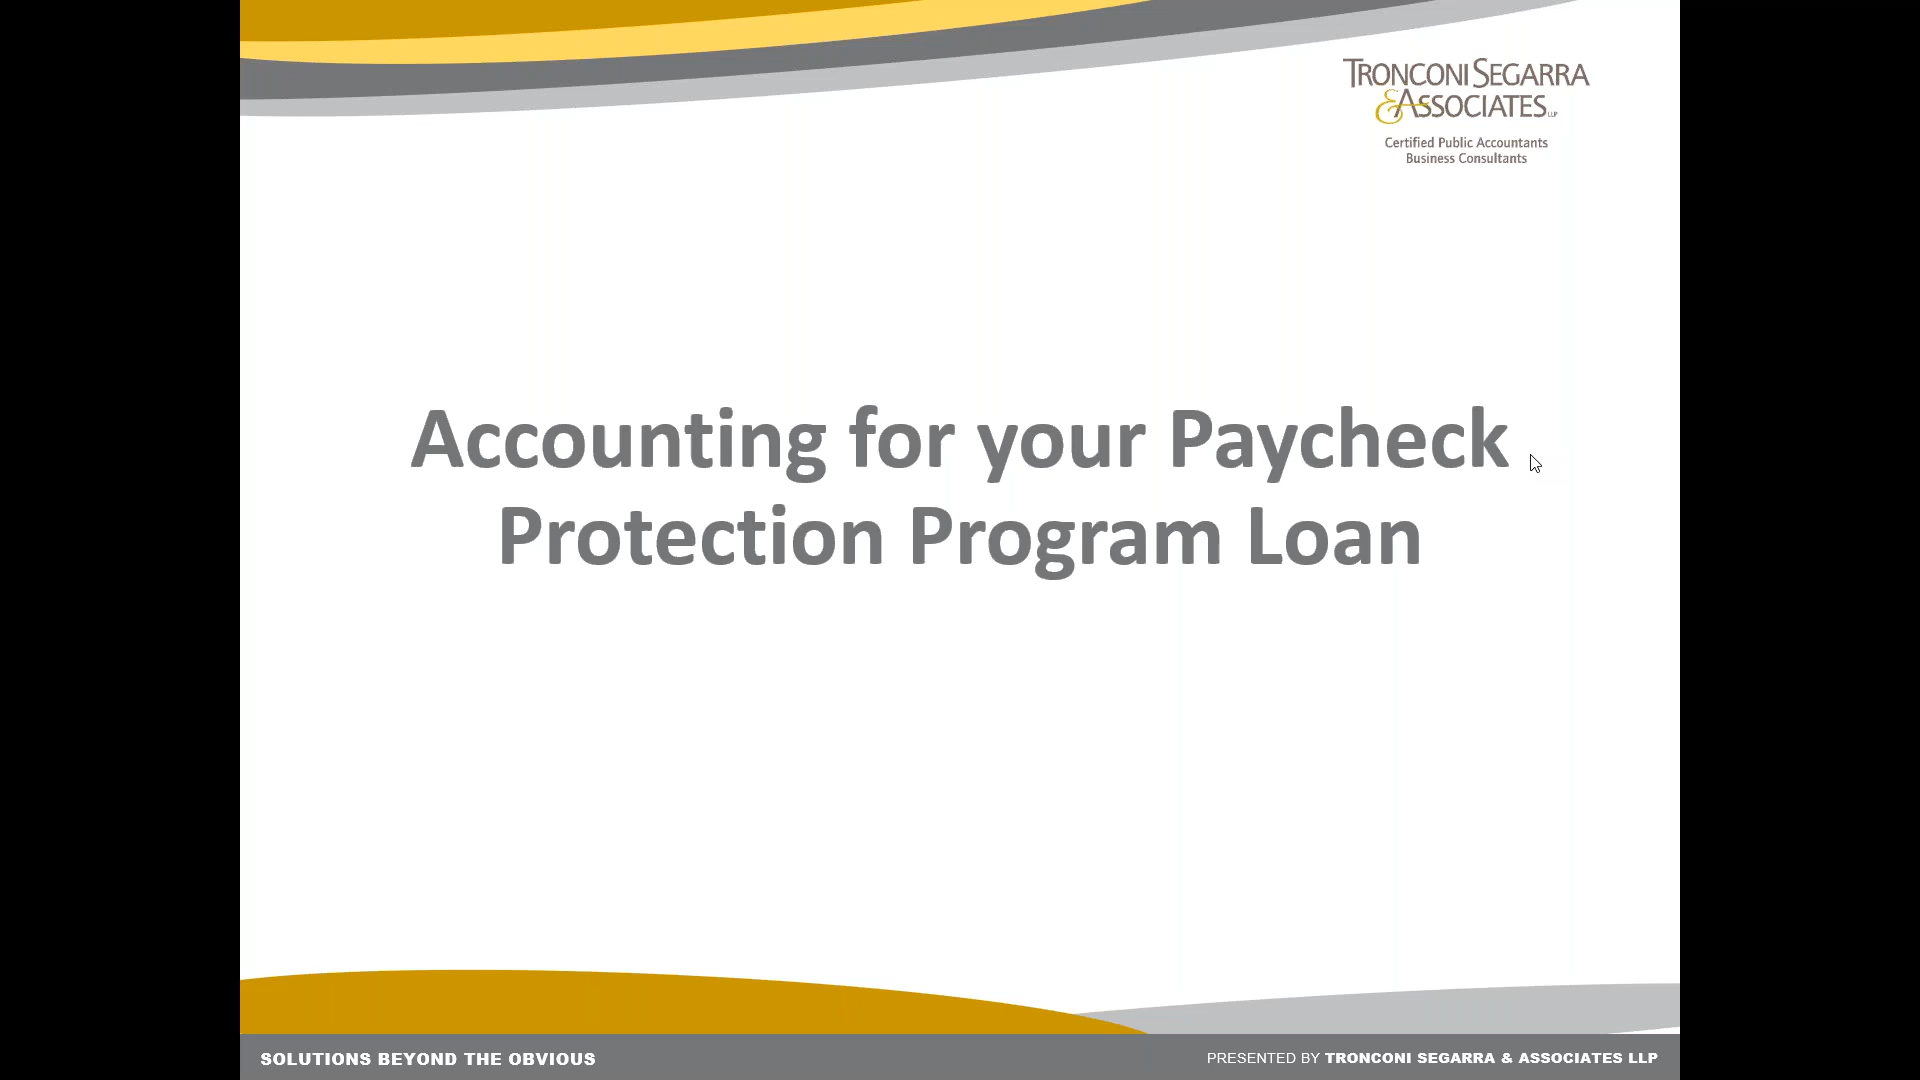 TRONCONI SEGARRA
& ASSOCIATES LLP
Certified Public Accountants
Business Consultants
Accounting for your Paycheck
Protection Program Loan
SOLUTIONS BEYOND THE OBVIOUS
PRESENTED BY TRONCONI SEGARRA & ASSOCIATES LLP